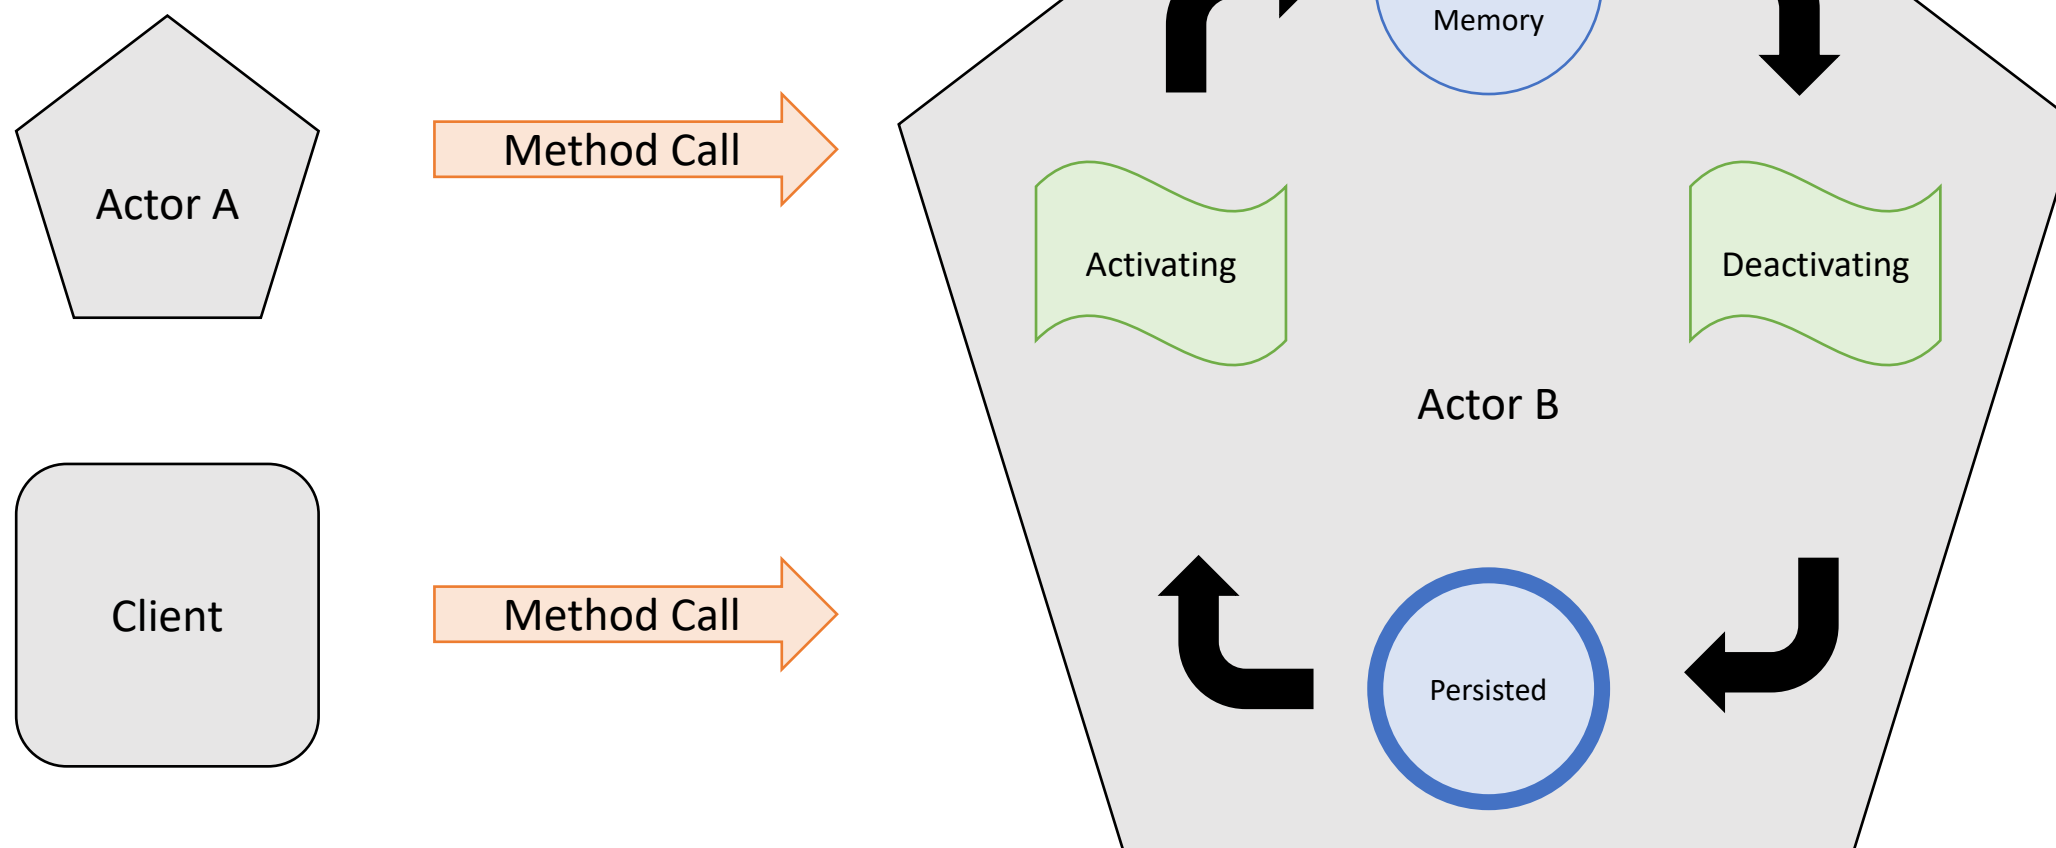 Memory
Method Call
Actor A
Activating
Deactivating
Actor B
Client
Method Call
Persisted